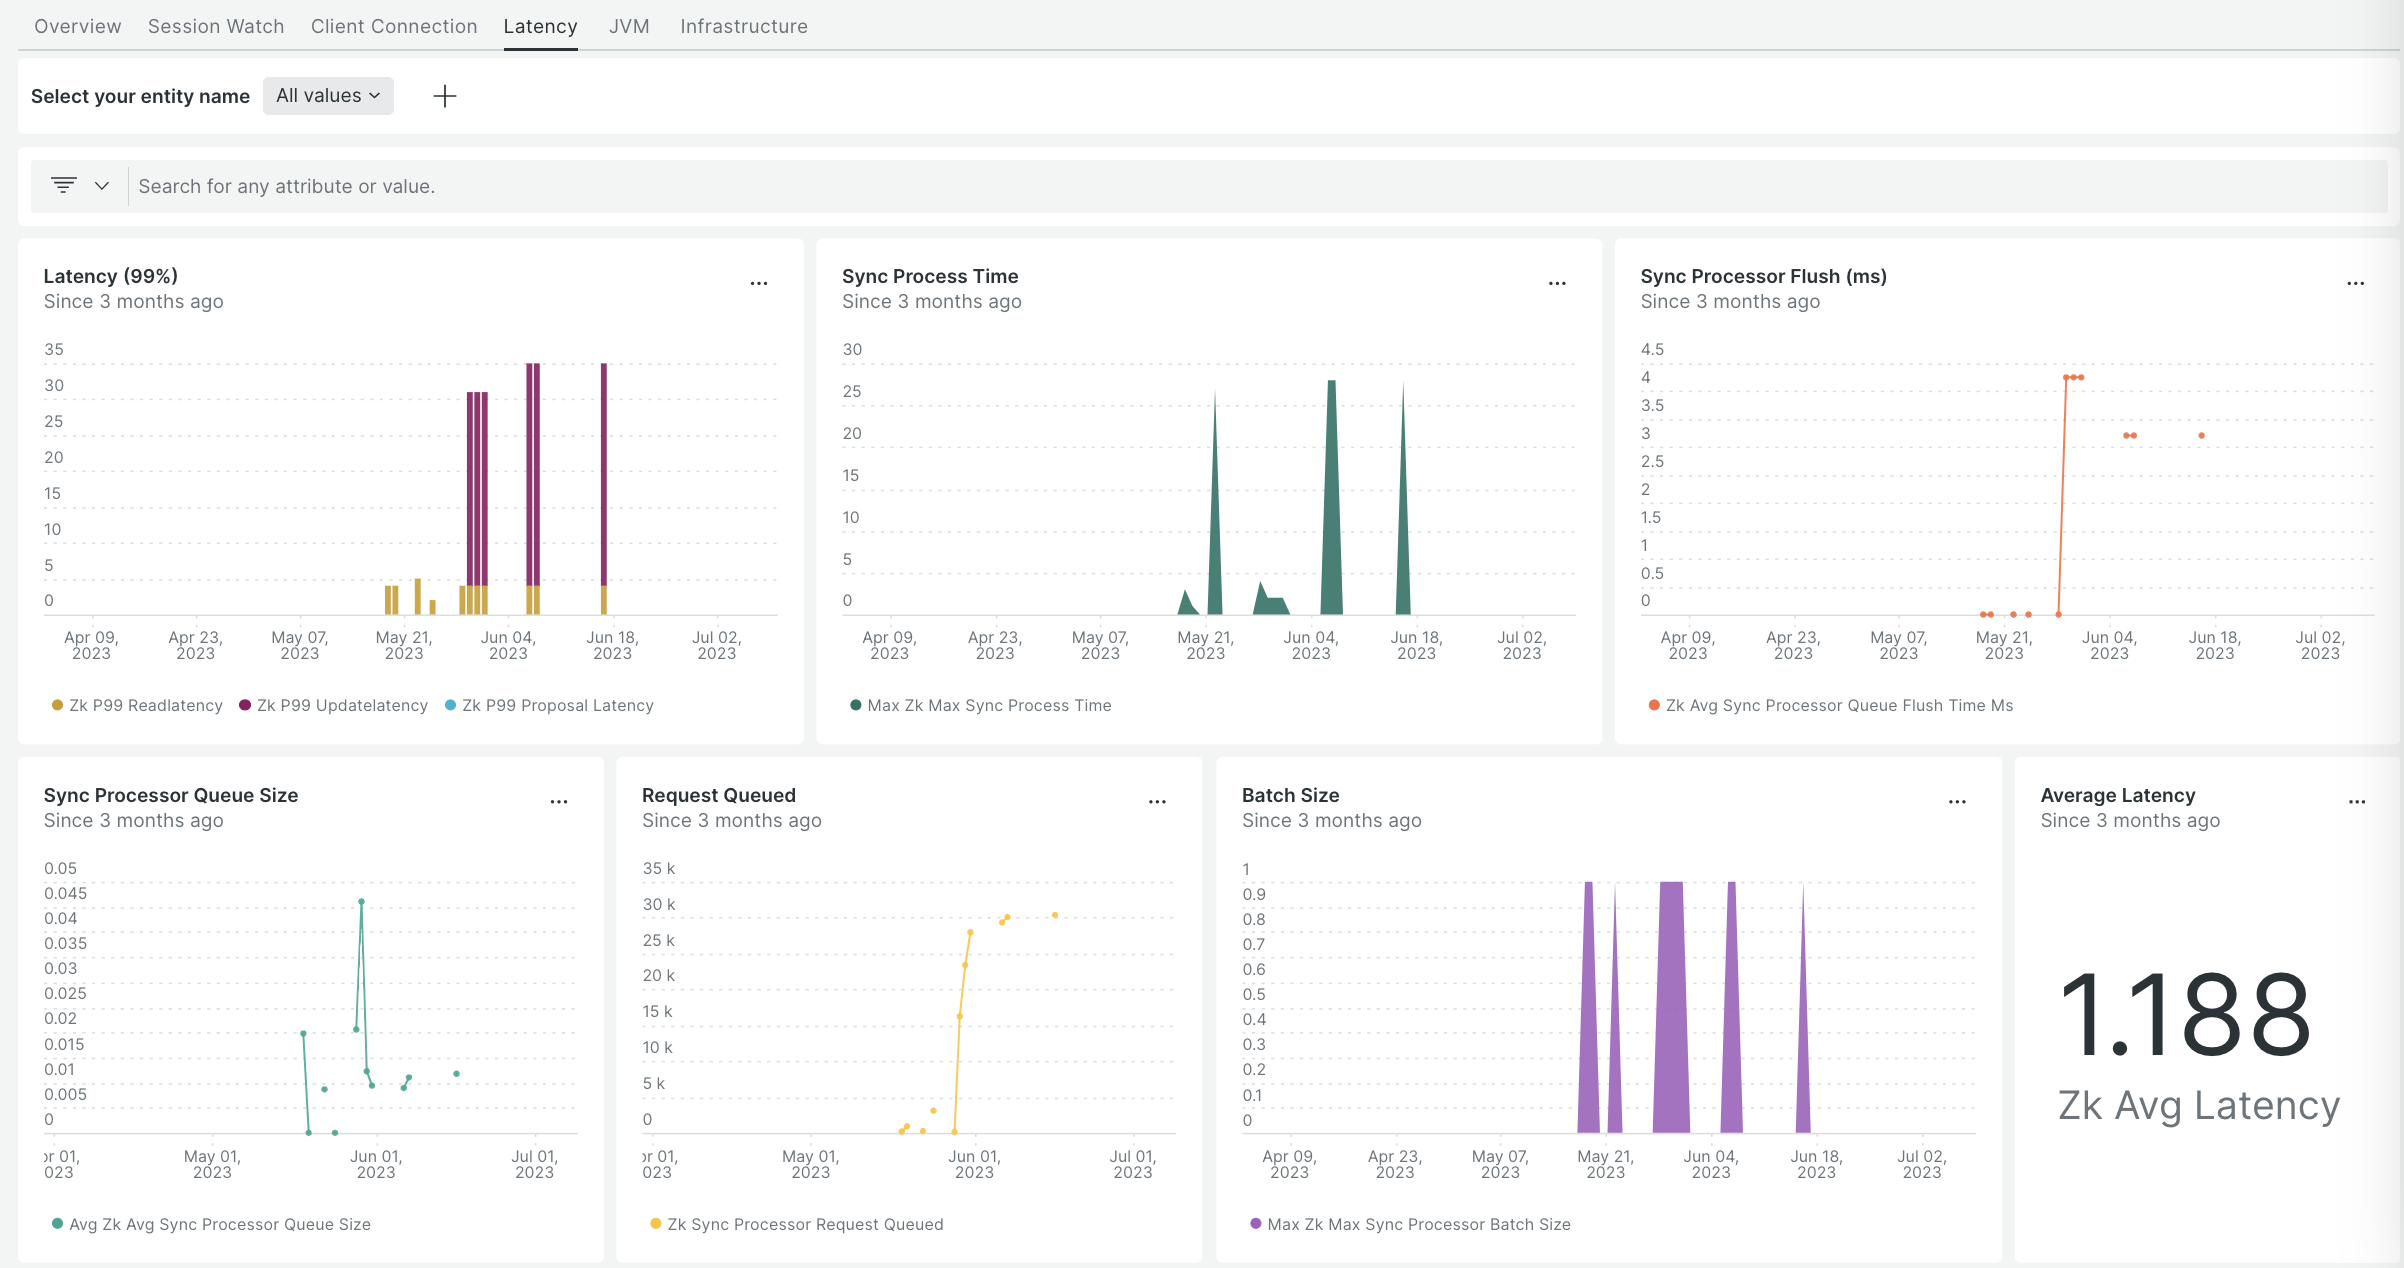 Overview Session Watch Client Connection Latency JVM Infrastructure
Select your entity name All values
Search for any attribute or value.
Latency (99%)
Since 3 months ago
35
30
25
20
15
10
5
0
Apr 09, 2023 Apr 23, 2023 May 07, 2023 May 21, 2023 Jun 04, 2023 Jun 18, 2023 Jul 02, 2023
Zk P99 Readlatency Zk P99 Updatelatency Zk P99 Proposal Latency
Sync Process Time
Since 3 months ago
30
25
20
15
10
5
0
Apr 09, 2023 Apr 23, 2023 May 07, 2023 May 21, 2023 Jun 04, 2023 Jun 18, 2023 Jul 02, 2023
Max Zk Max Sync Process Time
Sync Processor Flush (ms)
Since 3 months ago
4.5
4
3.5
3
2.5
2
1.5
1
0.5
0
Apr 09, 2023 Apr 23, 2023 May 07, 2023 May 21, 2023 Jun 04, 2023 Jun 18, 2023 Jul 02, 2023
Zk Avg Sync Processor Queue Flush Time Ms
Sync Processor Queue Size
Since 3 months ago
0.05
0.045
0.04
0.035
0.03
0.025
0.02
0.015
0.01
0.005
0
or 01, 023 May 01, 2023 Jun 01, 2023 Jul 01, 2023
Avg Zk Avg Sync Processor Queue Size
Request Queued
Since 3 months ago
35 k
30 k
25 k
20 k
15 k
10 k
5 k
0
or 01, 023 May 01, 2023 Jun 01, 2023 Jul 01, 2023
Zk Sync Processor Request Queued
Batch Size
Since 3 months ago
1
0.9
0.8
0.7
0.6
0.5
0.4
0.3
0.2
0.1
0
Apr 09, 2023 Apr 23, 2023 May 07, 2023 May 21, 2023 Jun 04, 2023 Jun 18, 2023 Jul 02, 2023
Max Zk Max Sync Processor Batch Size
Average Latency
Since 3 months ago
1.188
Zk Avg Latency